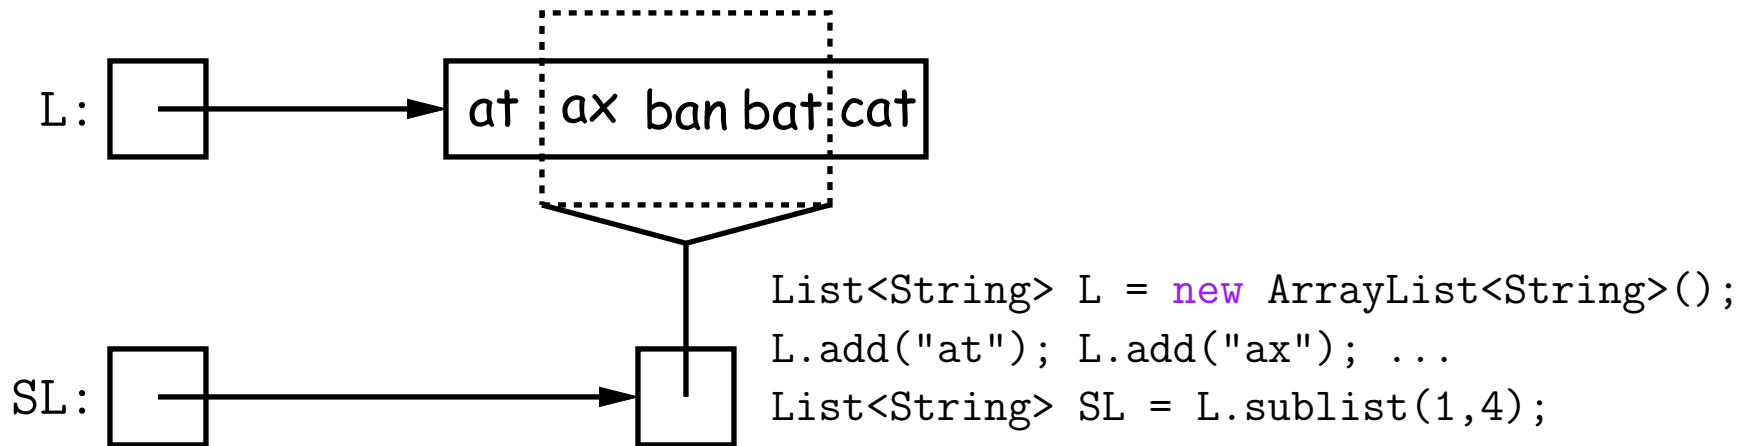 L: at ax ban bat cat
List<String> L = new ArrayList<String>();
L.add("at"); L.add("ax"); ...
SL: List<String> SL = L.sublist(1,4);